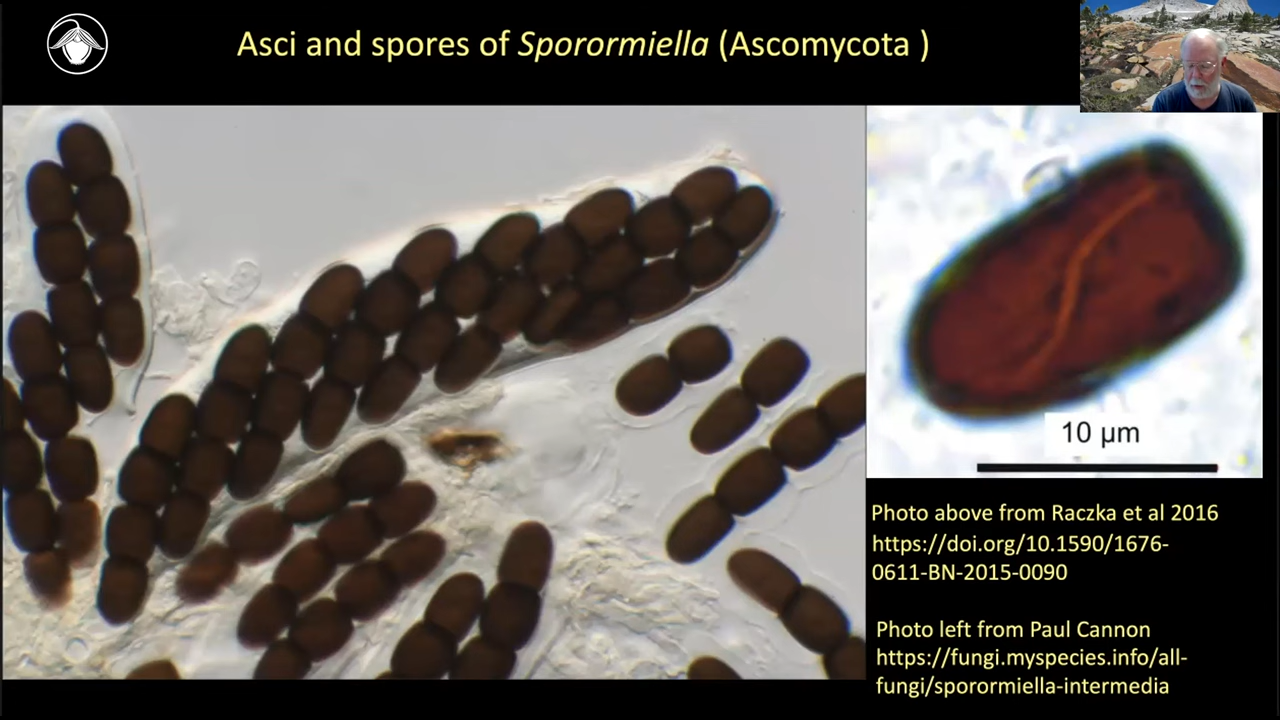 Asci and spores of Sporormiella (Ascomycota )
10 µm
Photo above from Raczka et al 2016
https://doi.org/10.1590/1676-
0611-BN-2015-0090
Photo left from Paul Cannon
https://fungi.myspecies.info/all-
fungi/sporormiella-intermedia